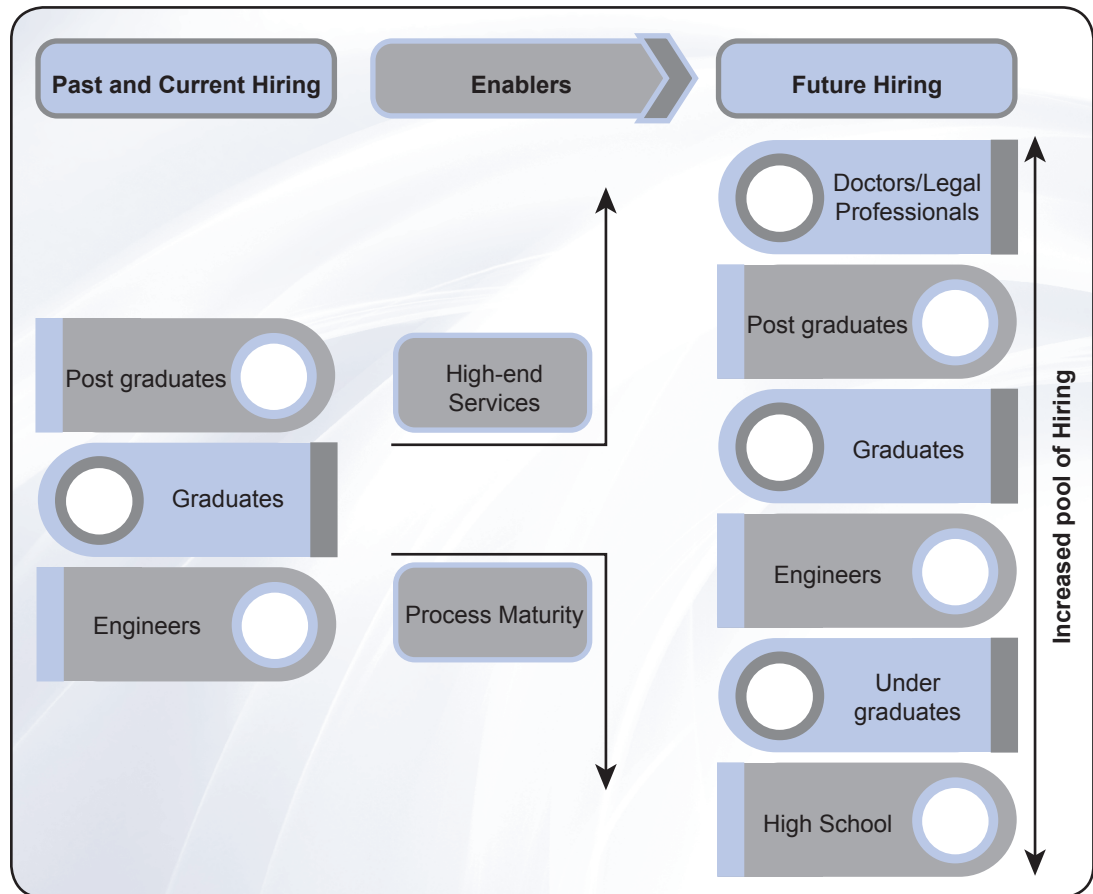 Past and Current Hiring
Enablers
Future Hiring
Post graduates
Graduates
Engineers
High-end
Services
Process Maturity
Doctors/Legal
Professionals
Post graduates
Graduates
Engineers
Under
graduates
High School
Increased pool of Hiring